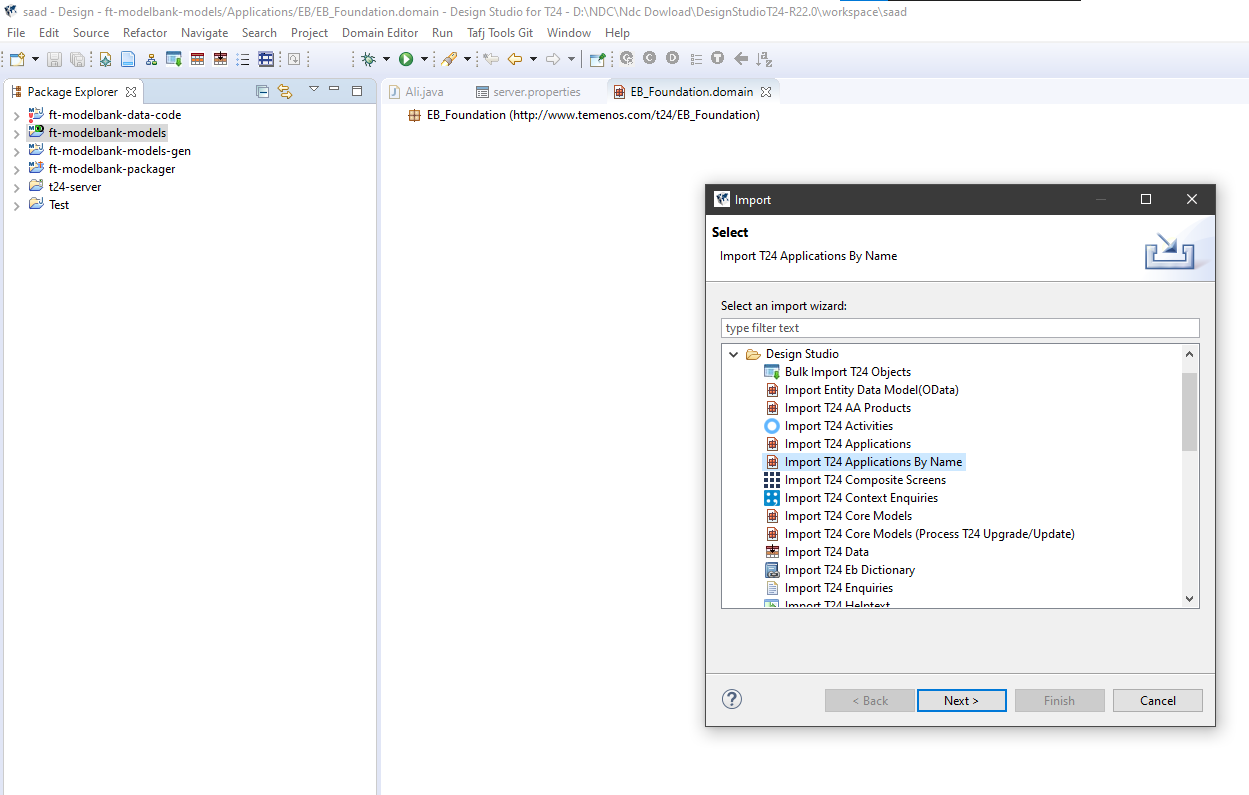 saad - Design - ft-modelbank-models/Applications/EB/EB_Foundation.domain - Design Studio for T24 - D:\NDC\Ndc Dowload\DesignStudioT24-R22.0\workspace\saad
File Edit Source Refactor Navigate Search Project Domain Editor Run Tafj Tools Git Window Help
Package Explorer
Ali.java server.properties EB_Foundation.domain
ft-modelbank-data-code
ft-modelbank-models
ft-modelbank-models-gen
ft-modelbank-packager
t24-server
Test
EB_Foundation (http://www.temenos.com/t24/EB_Foundation)
Import
Select
Import T24 Applications By Name
Select an import wizard:
type filter text
Design Studio
Bulk Import T24 Objects
Import Entity Data Model(OData)
Import T24 AA Products
Import T24 Activities
Import T24 Applications
Import T24 Applications By Name
Import T24 Composite Screens
Import T24 Context Enquiries
Import T24 Core Models
Import T24 Core Models (Process T24 Upgrade/Update)
Import T24 Data
Import T24 Eb Dictionary
Import T24 Enquiries
Import T24 Helptext
< Back Next > Finish Cancel